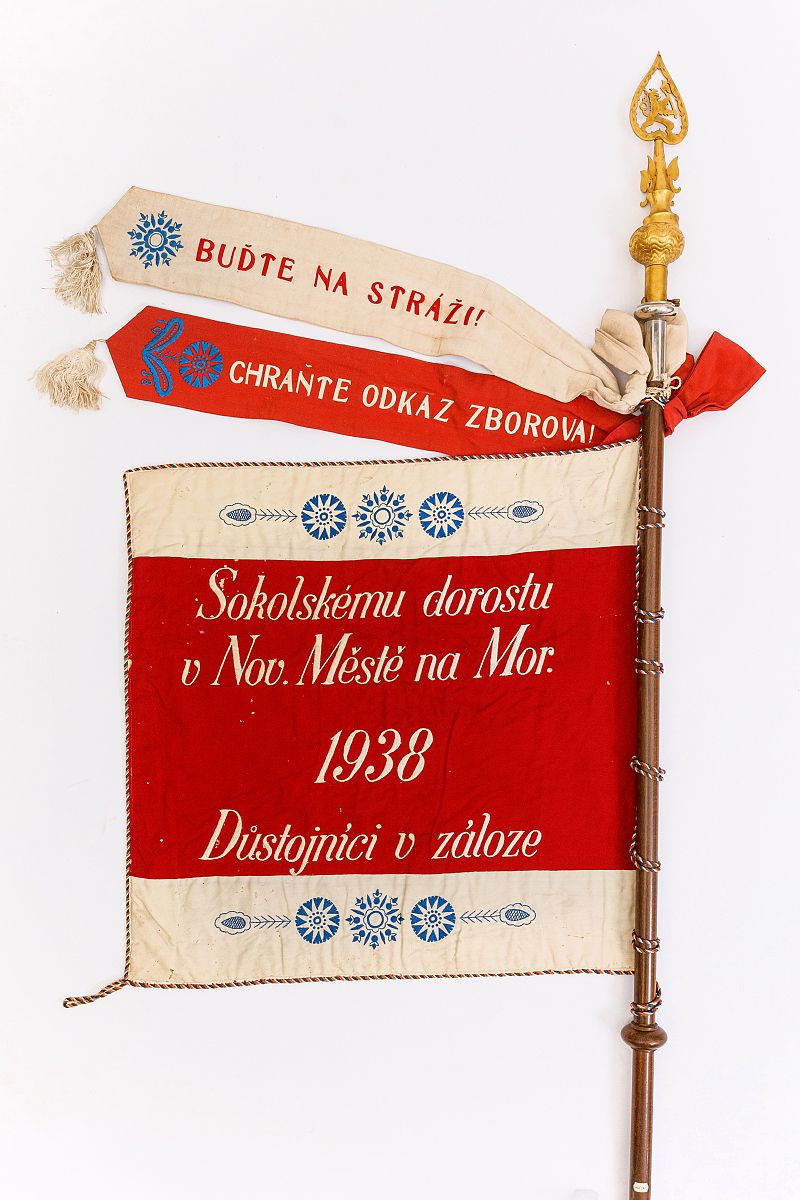 BUĎTE NA STRÁŽI!
CHRAŇTE ODKAZ ZBOROVA!
Sokolskému dorostu
v Nov. Městě na Mor.
1938
Důstojníci v záloze